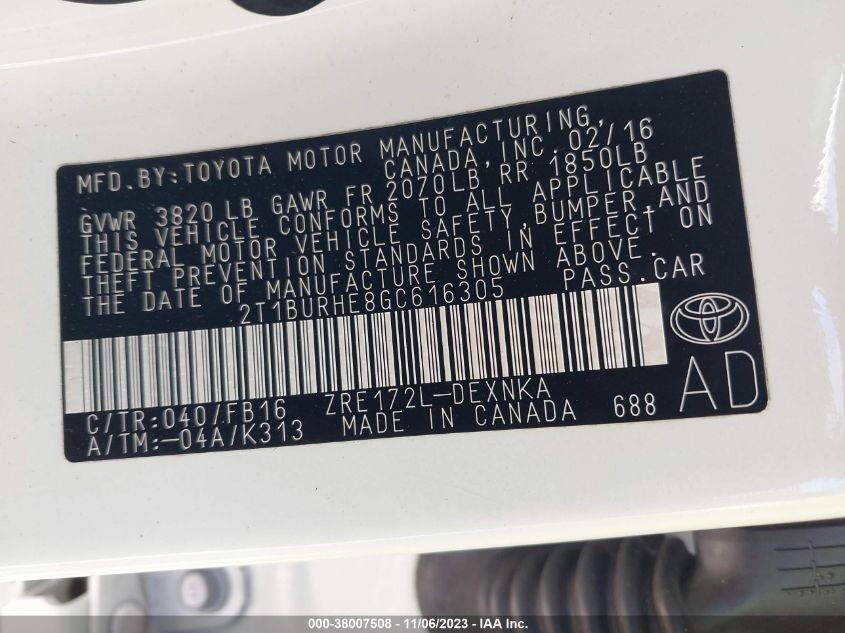 MFD. BY: TOYOTA MOTOR MANUFACTURING,
CANADA, INC. 02/16
GVWR 3820 LB GAWR FR 2070LB RR 1850LB
THIS VEHICLE CONFORMS TO ALL APPLICABLE
FEDERAL MOTOR VEHICLE SAFETY, BUMPER, AND
THEFT PREVENTION STANDARDS IN EFFECT ON
THE DATE OF MANUFACTURE SHOWN ABOVE.
2T1BURHE8GC616305 PASS. CAR
C/TR: 040/FB16 ZRE172L-DEXNKA
A/TM: -04A/K313 MADE IN CANADA 688
AD
000-38007508 - 11/06/2023 - IAA Inc.